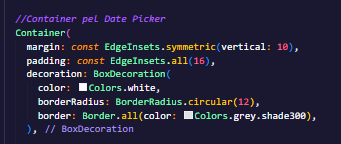 //Container pel Date Picker
Container(
margin: const EdgeInsets.symmetric(vertical: 10),
padding: const EdgeInsets.all(16),
decoration: BoxDecoration(
color: Colors.white,
borderRadius: BorderRadius.circular(12),
border: Border.all(color: Colors.grey.shade300),
), // BoxDecoration